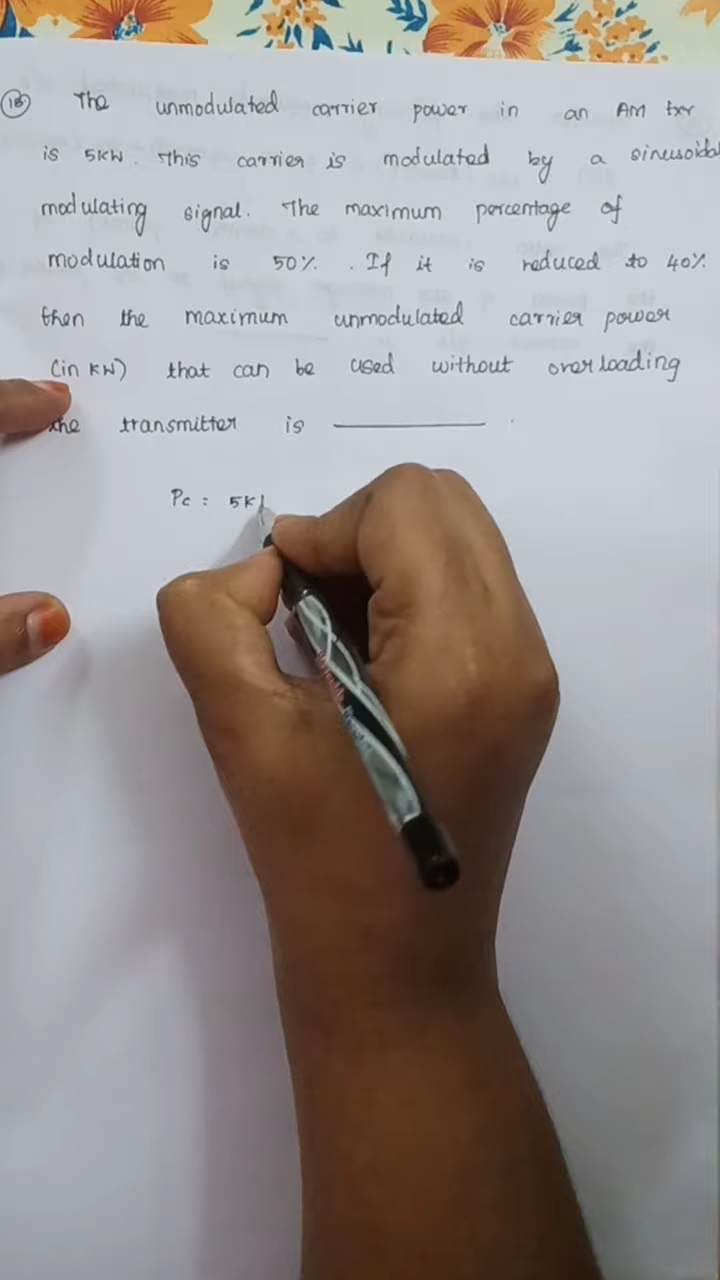 (13) The unmodulated carrier power in an AM txr
is 5KW. This carrier is modulated by a sinusoidal
modulating signal. The maximum percentage of
modulation is 50%. If it is reduced to 40%
then the maximum unmodulated carrier power
(in KW) that can be used without overloading
the transmitter is ________ .
Pc : 5K